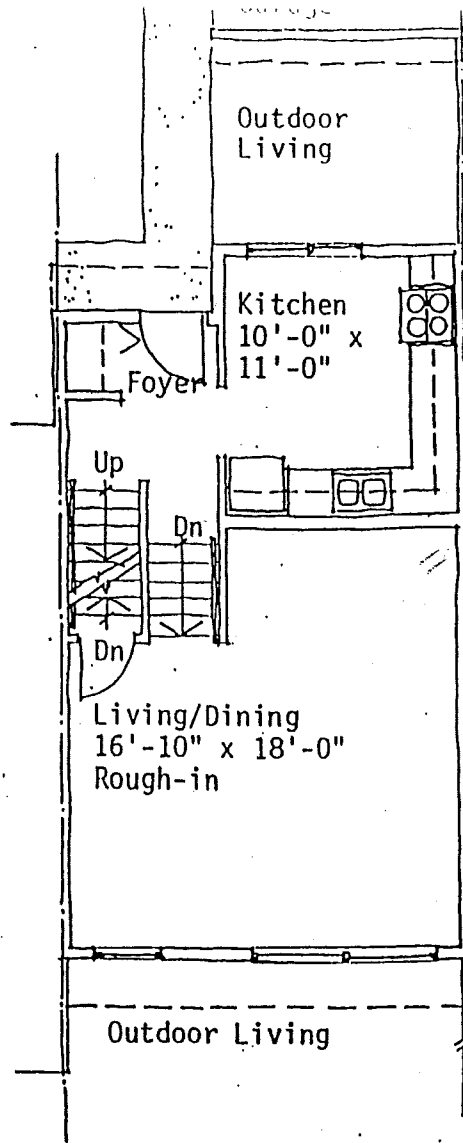 Garage
Outdoor
Living
Kitchen
10'-0" x
11'-0"
Foyer
Up
Dn
Dn
Living/Dining
16'-10" x 18'-0"
Rough-in
Outdoor Living